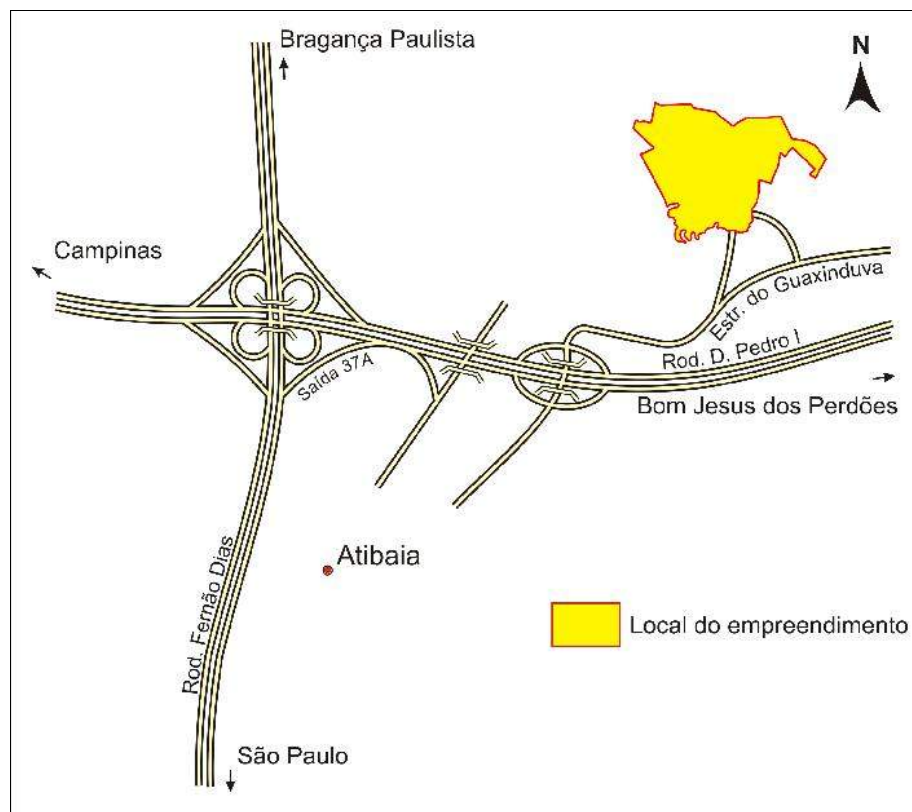 Bragança Paulista
N
Campinas
Estr. do Guaxinduva
Rod. D. Pedro I
Saída 37A
Bom Jesus dos Perdões
Rod. Fernão Dias
Atibaia
Local do empreendimento
São Paulo